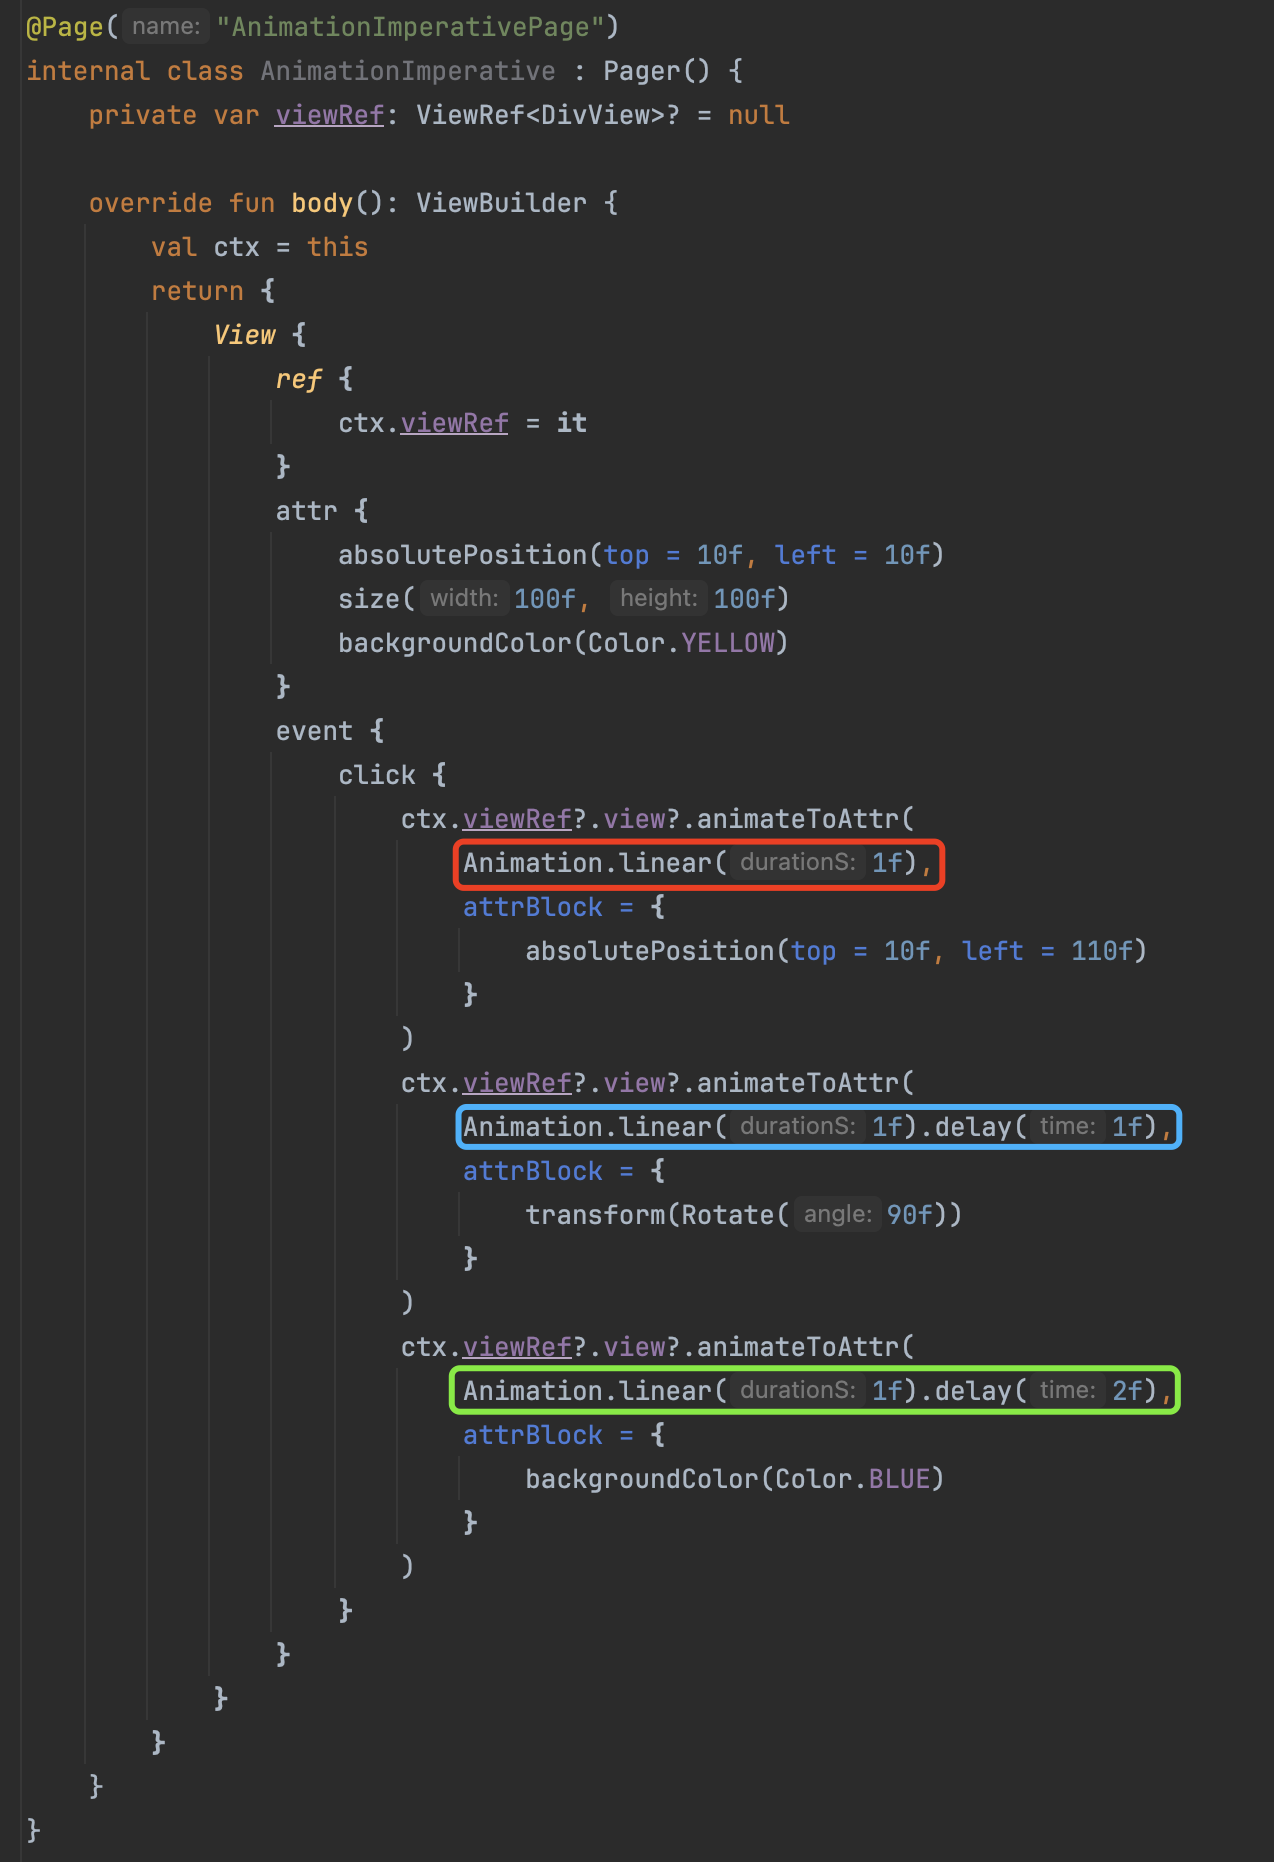 @Page( name: "AnimationImperativePage")
internal class AnimationImperative : Pager() {
    private var viewRef: ViewRef<DivView>? = null

    override fun body(): ViewBuilder {
        val ctx = this
        return {
            View {
                ref {
                    ctx.viewRef = it
                }
                attr {
                    absolutePosition(top = 10f, left = 10f)
                    size( width: 100f, height: 100f)
                    backgroundColor(Color.YELLOW)
                }
                event {
                    click {
                        ctx.viewRef?.view?.animateToAttr(
                            Animation.linear( durationS: 1f),
                            attrBlock = {
                                absolutePosition(top = 10f, left = 110f)
                            }
                        )
                        ctx.viewRef?.view?.animateToAttr(
                            Animation.linear( durationS: 1f).delay( time: 1f),
                            attrBlock = {
                                transform(Rotate( angle: 90f))
                            }
                        )
                        ctx.viewRef?.view?.animateToAttr(
                            Animation.linear( durationS: 1f).delay( time: 2f),
                            attrBlock = {
                                backgroundColor(Color.BLUE)
                            }
                        )
                    }
                }
            }
        }
    }
}